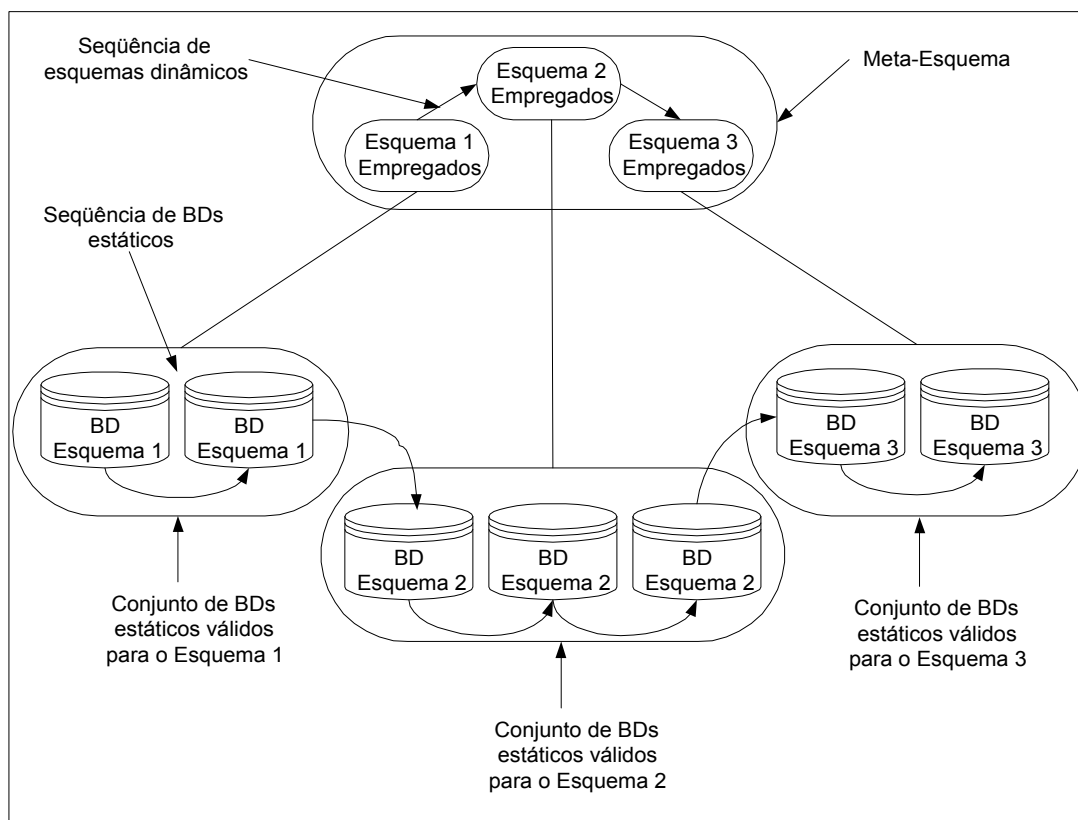 Seqüência de
esquemas dinâmicos
Esquema 2
Empregados
Meta-Esquema
Esquema 1
Empregados
Esquema 3
Empregados
Seqüência de BDs
estáticos
BD
Esquema 1
BD
Esquema 1
BD
Esquema 3
BD
Esquema 3
BD
Esquema 2
BD
Esquema 2
BD
Esquema 2
Conjunto de BDs
estáticos válidos
para o Esquema 1
Conjunto de BDs
estáticos válidos
para o Esquema 3
Conjunto de BDs
estáticos válidos
para o Esquema 2